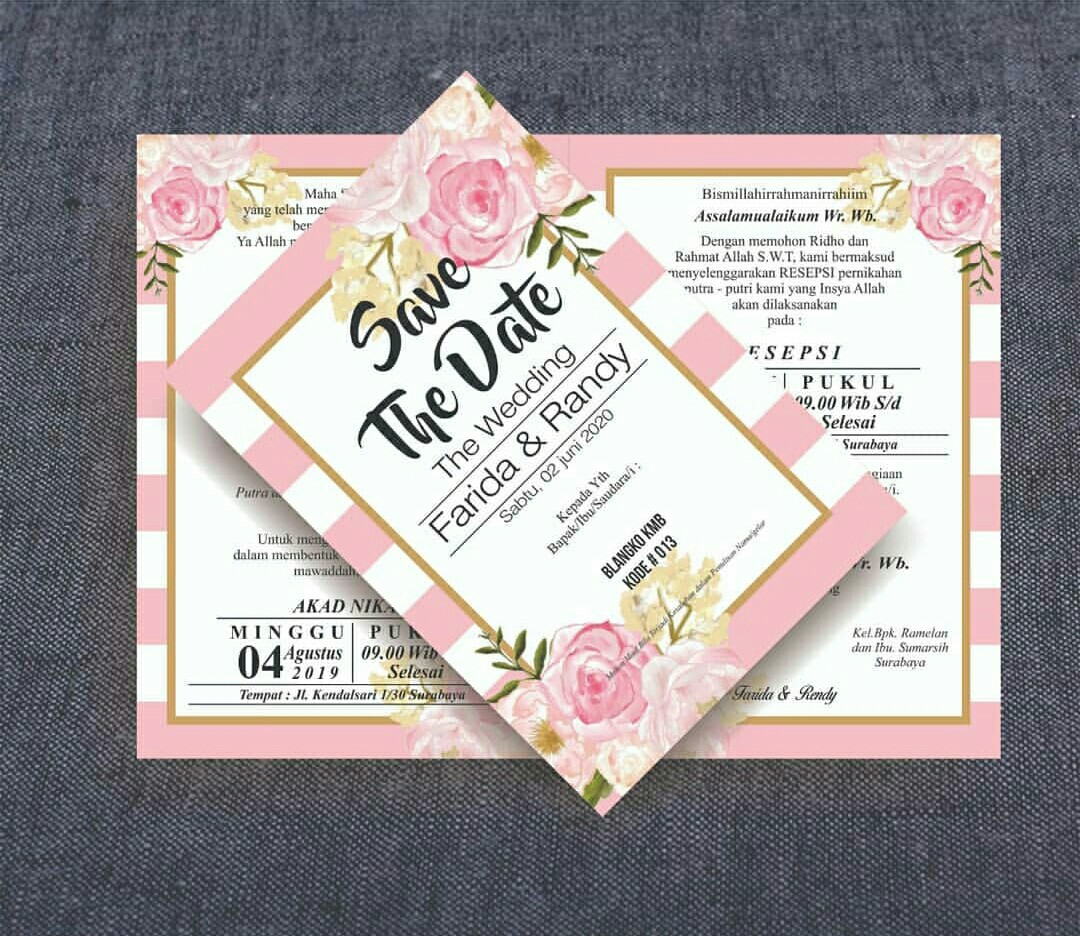 Save
The Date
The Wedding
Farida & Randy
Sabtu, 02 juni 2020
Kepada Yth
Bapak/Ibu/Saudara/i :
BLANGKO KMB
KODE # 013
Maha
yang telah
Ya Allah
Putra
Untuk
dalam membentuk
mawaddah,
AKAD
MINGGU
04 Agustus
2019
09.00 Wib
Selesai
Tempat : Jl. Kendalsari 1/30 Surabaya
Bismillahirrahmanirrahiim
Assalamualaikum Wr. Wb.
Dengan memohon Ridho dan
Rahmat Allah S.W.T, kami bermaksud
menyelenggarakan RESEPSI pernikahan
putra - putri kami yang Insya Allah
akan dilaksanakan
pada :
ESEPSI
PUKUL
09.00 Wib S/d
Selesai
Surabaya
Wb.
Kel.Bpk. Ramelan
dan Ibu. Sumarsih
Surabaya
Farida & Rendy